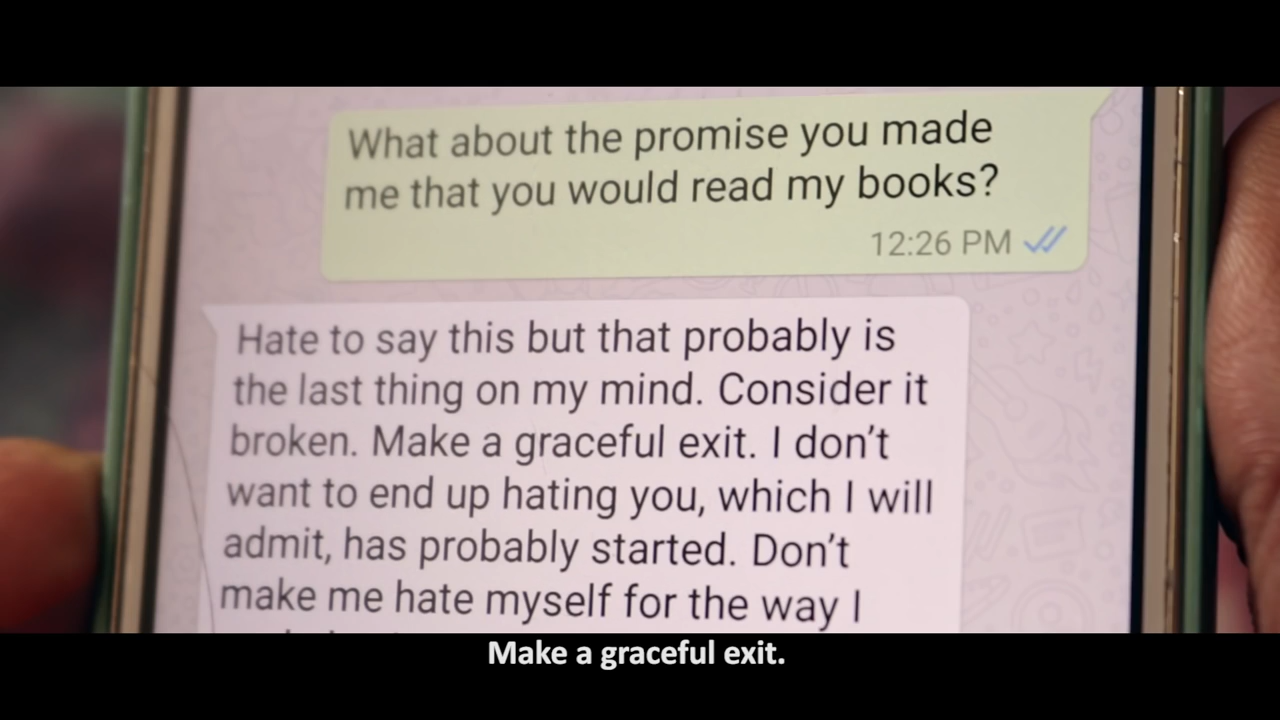 What about the promise you made
me that you would read my books?
12:26 PM
Hate to say this but that probably is
the last thing on my mind. Consider it
broken. Make a graceful exit. I don’t
want to end up hating you, which I will
admit, has probably started. Don’t
make me hate myself for the way I
Make a graceful exit.